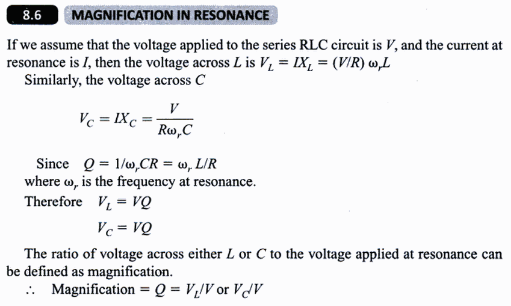 8.6 MAGNIFICATION IN RESONANCE
If we assume that the voltage applied to the series RLC circuit is V, and the current at
resonance is I, then the voltage across L is V_L = IX_L = (V/R) ω_rL
Similarly, the voltage across C
V_C = IX_C = V / Rω_rC
Since Q = 1/ω_rCR = ω_r L/R
where ω_r is the frequency at resonance.
Therefore V_L = VQ
V_C = VQ
The ratio of voltage across either L or C to the voltage applied at resonance can
be defined as magnification.
∴ Magnification = Q = V_L/V or V_C/V